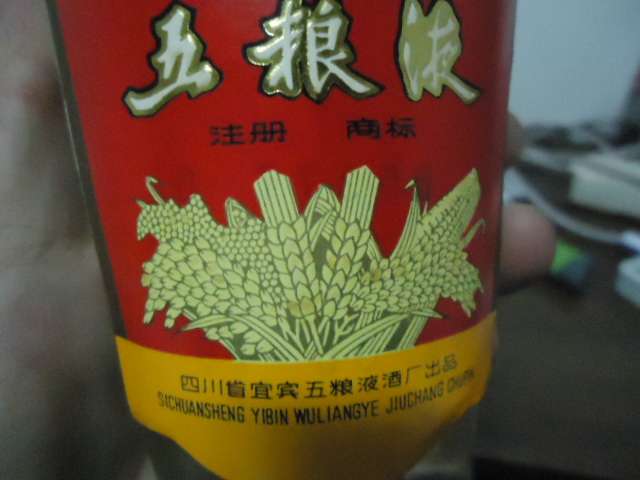 五粮液
注册 商标
四川省宜宾五粮液酒厂出品
SICHUANSHENG YIBIN WULIANGYE JIUCHANG CHUPIN